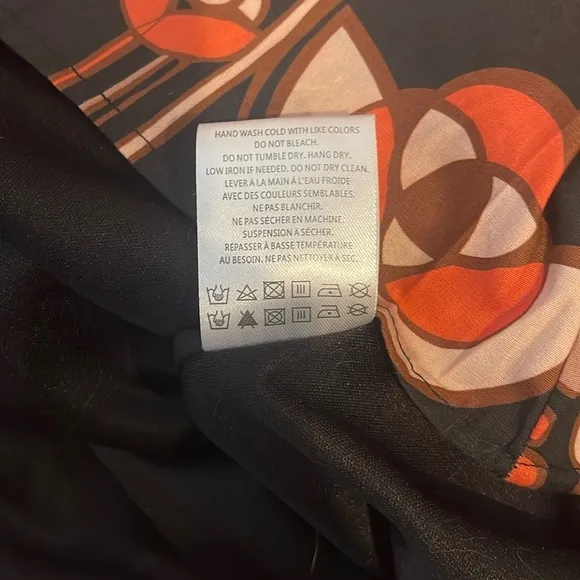 HAND WASH COLD WITH LIKE COLORS
DO NOT BLEACH.
DO NOT TUMBLE DRY. HANG DRY.
LOW IRON IF NEEDED. DO NOT DRY CLEAN.
LEVER À LA MAIN À L'EAU FROIDE
AVEC DES COULEURS SEMBLABLES.
NE PAS BLANCHIR.
NE PAS SÉCHER EN MACHINE.
SUSPENSION À SÉCHER.
REPASSER À BASSE TEMPÉRATURE
AU BESOIN. NE PAS NETTOYER À SEC.